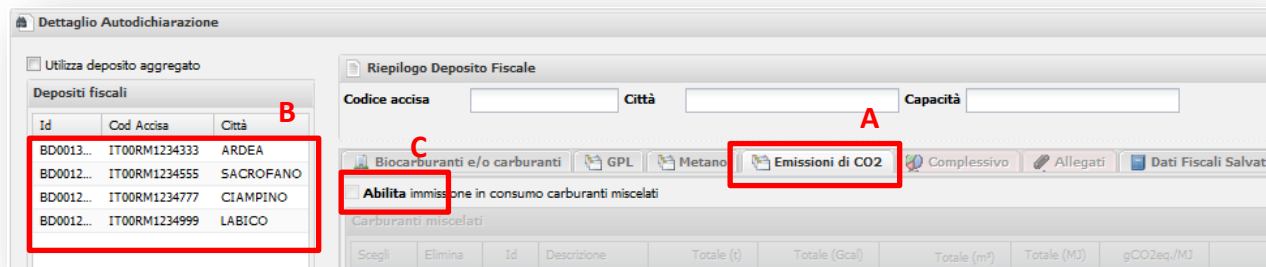 Dettaglio Autodichiarazione
Utilizza deposito aggregato
Depositi fiscali
B
Id Cod Accisa Città
BD0013... IT00RM1234333 ARDEA
BD0012... IT00RM1234555 SACROFANO
BD0012... IT00RM1234777 CIAMPINO
BD0012... IT00RM1234999 LABICO
Riepilogo Deposito Fiscale
Codice accisa Città Capacità
A
C
Biocarburanti e/o carburanti GPL Metano Emissioni di CO2 Complessivo Allegati Dati Fiscali Salvat
Abilita immissione in consumo carburanti miscelati
Carburanti miscelati
Scegli Elimina Id Descrizione Totale (t) Totale (Gcal) Totale (m³) Totale (MJ) gCO2eq./MJ